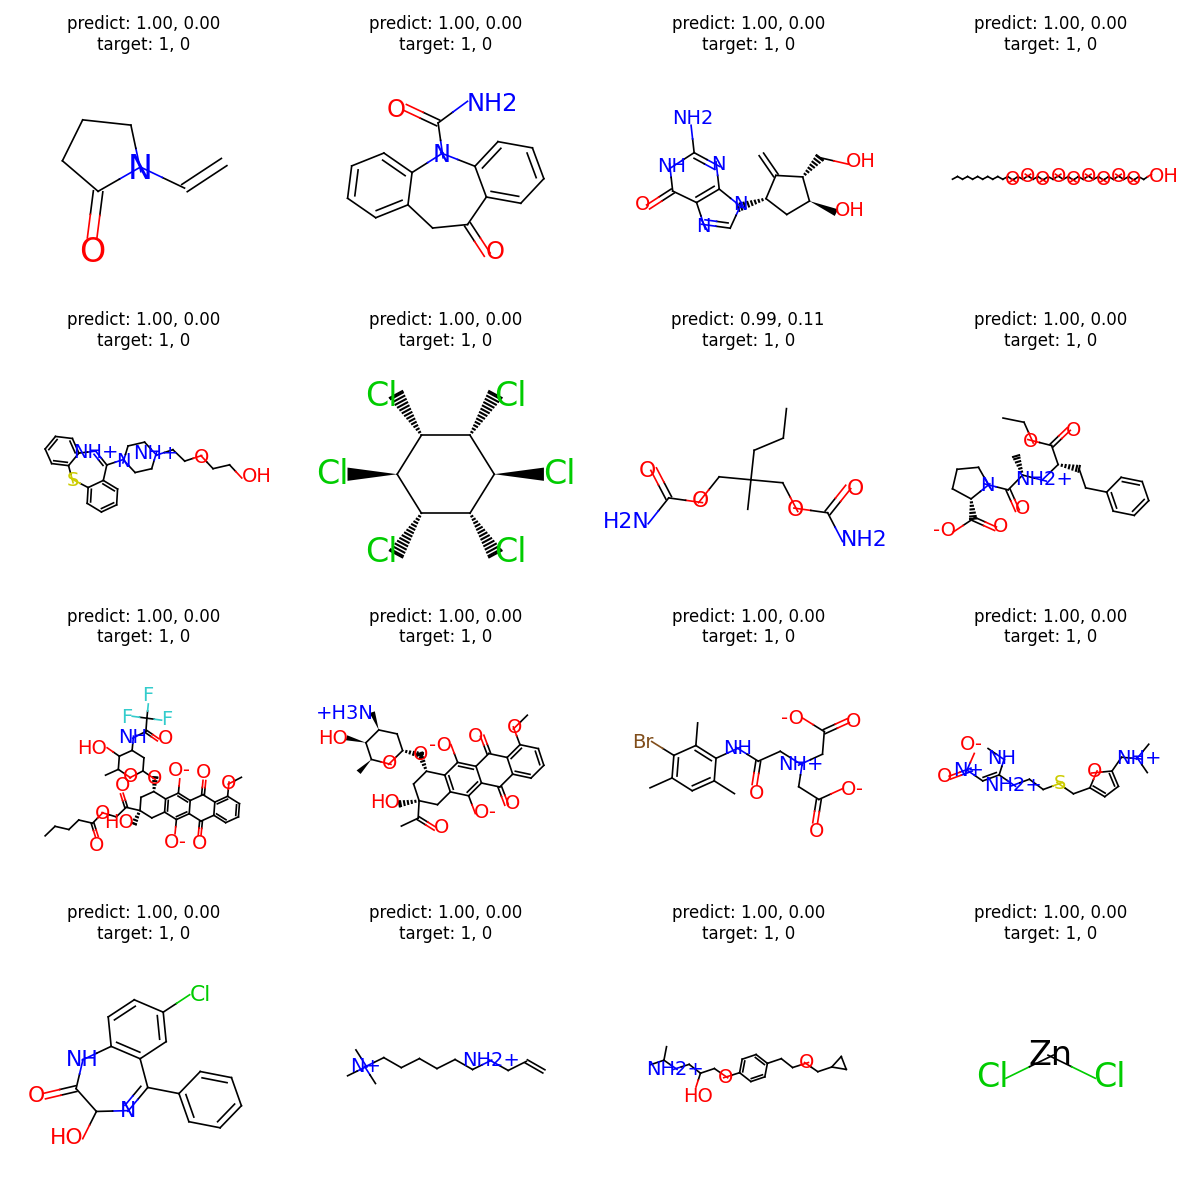 predict: 1.00, 0.00
target: 1, 0
predict: 1.00, 0.00
target: 1, 0
predict: 1.00, 0.00
target: 1, 0
predict: 1.00, 0.00
target: 1, 0
N
O
O
NH2
N
O
NH2
NH
N
O
N
N
OH
OH
O
O
O
O
O
O
O
O
O
OH
predict: 1.00, 0.00
target: 1, 0
predict: 1.00, 0.00
target: 1, 0
predict: 0.99, 0.11
target: 1, 0
predict: 1.00, 0.00
target: 1, 0
NH+
N
NH+
O
OH
S
Cl
Cl
Cl
Cl
Cl
Cl
O
H2N
O
O
O
NH2
O
O
N
NH2+
O
-O
O
predict: 1.00, 0.00
target: 1, 0
predict: 1.00, 0.00
target: 1, 0
predict: 1.00, 0.00
target: 1, 0
predict: 1.00, 0.00
target: 1, 0
F
F
F
NH
O
HO
O
O
O-
O
O
O
O
HO
O
O-
O
+H3N
HO
O
O
-O
O
O
HO
O
O-
O
Br
NH
O
NH+
-O
O
O-
O
O-
N+
O
NH
NH2+
S
O
NH+
predict: 1.00, 0.00
target: 1, 0
predict: 1.00, 0.00
target: 1, 0
predict: 1.00, 0.00
target: 1, 0
predict: 1.00, 0.00
target: 1, 0
Cl
NH
O
N
HO
N+
NH2+
NH2+
HO
O
O
Zn
Cl
Cl